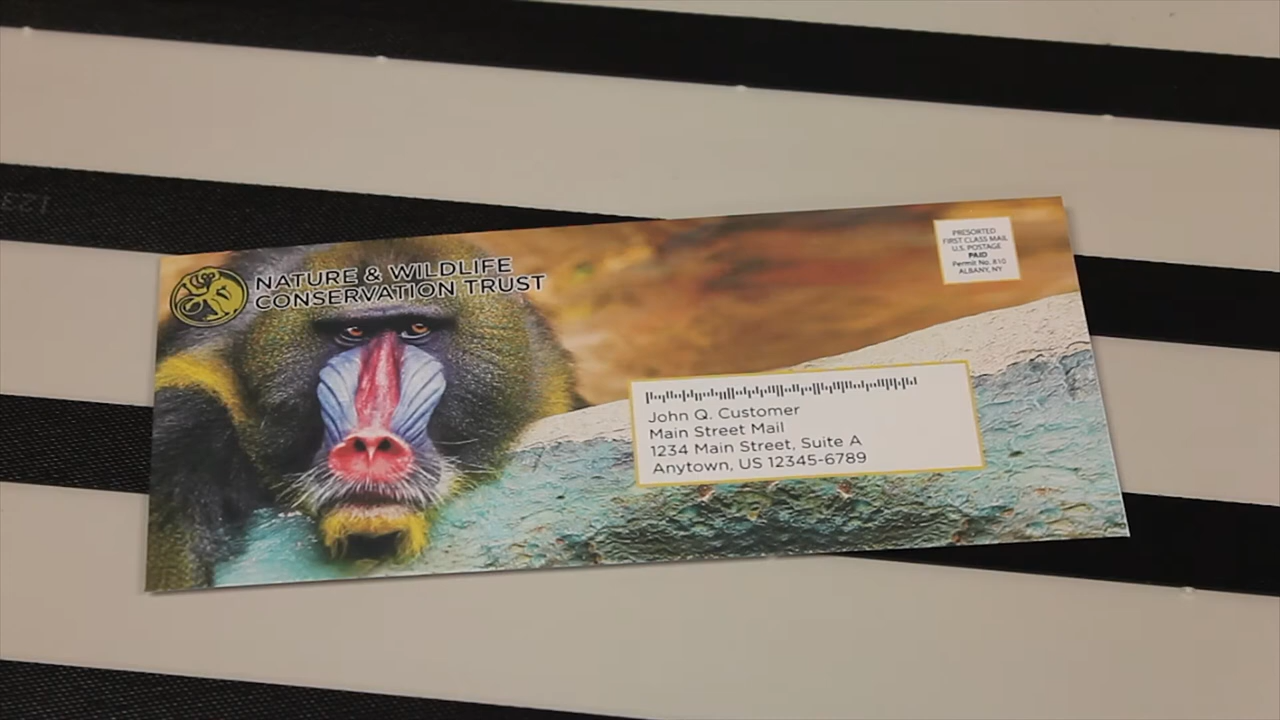 123
NATURE & WILDLIFE
CONSERVATION TRUST
PRESORTED
FIRST CLASS MAIL
U.S. POSTAGE
PAID
Permit No. 810
ALBANY, NY
John Q. Customer
Main Street Mail
1234 Main Street, Suite A
Anytown, US 12345-6789